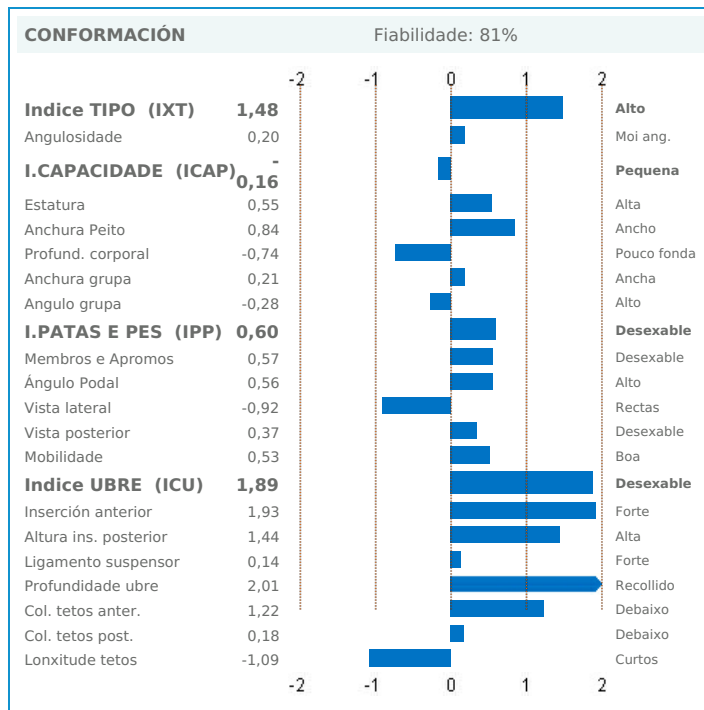 CONFORMACIÓN Fiabilidade: 81%
-2 -1 0 1 2
Indice TIPO (IXT) 1,48 Alto
Angulosidade 0,20 Moi ang.
I.CAPACIDADE (ICAP) -0,16 Pequena
Estatura 0,55 Alta
Anchura Peito 0,84 Ancho
Profund. corporal -0,74 Pouco fonda
Anchura grupa 0,21 Ancha
Angulo grupa -0,28 Alto
I.PATAS E PES (IPP) 0,60 Desexable
Membros e Apromos 0,57 Desexable
Ángulo Podal 0,56 Alto
Vista lateral -0,92 Rectas
Vista posterior 0,37 Desexable
Mobilidade 0,53 Boa
Indice UBRE (ICU) 1,89 Desexable
Inserción anterior 1,93 Forte
Altura ins. posterior 1,44 Alta
Ligamento suspensor 0,14 Forte
Profundidade ubre 2,01 Recollido
Col. tetos anter. 1,22 Debaixo
Col. tetos post. 0,18 Debaixo
Lonxitude tetos -1,09 Curtos
-2 -1 0 1 2